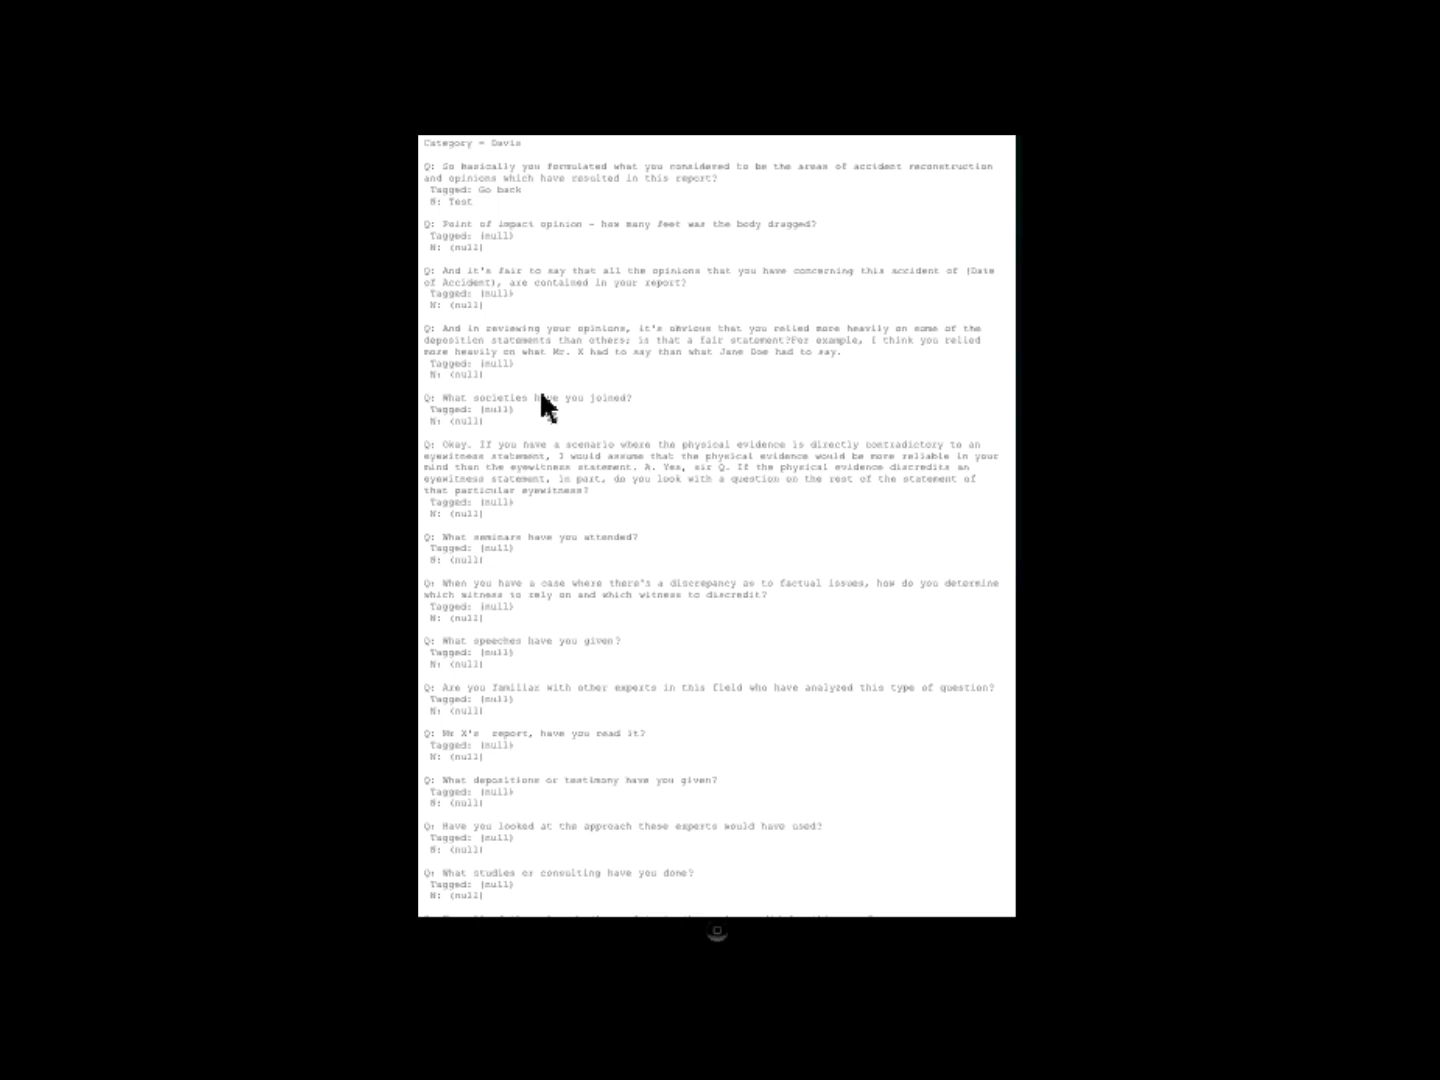 Category = Davis
Q: So basically you formulated what you considered to be the areas of accident reconstruction
and opinions which have resulted in this report?
Tagged: Go back
N: Test
Q: Point of impact opinion - how many feet was the body dragged?
Tagged: (null)
N: (null)
Q: And it's fair to say that all the opinions that you have concerning this accident of (Date
of Accident), are contained in your report?
Tagged: (null)
N: (null)
Q: And in reviewing your opinions, it's obvious that you relied more heavily on some of the
deposition statements than others; is that a fair statement?For example, I think you relied
more heavily on what Mr. X had to say than what Jane Doe had to say.
Tagged: (null)
N: (null)
Q: What societies have you joined?
Tagged: (null)
N: (null)
Q: Okay. If you have a scenario where the physical evidence is directly contradictory to an
eyewitness statement, I would assume that the physical evidence would be more reliable in your
mind than the eyewitness statement. A. Yes, sir Q. If the physical evidence discredits an
eyewitness statement, in part, do you look with a question on the rest of the statement of
that particular eyewitness?
Tagged: (null)
N: (null)
Q: What seminars have you attended?
Tagged: (null)
N: (null)
Q: When you have a case where there's a discrepancy as to factual issues, how do you determine
which witness to rely on and which witness to discredit?
Tagged: (null)
N: (null)
Q: What speeches have you given?
Tagged: (null)
N: (null)
Q: Are you familiar with other experts in this field who have analyzed this type of question?
Tagged: (null)
N: (null)
Q: Mr X's  report, have you read it?
Tagged: (null)
N: (null)
Q: What depositions or testimony have you given?
Tagged: (null)
N: (null)
Q: Have you looked at the approach these experts would have used?
Tagged: (null)
N: (null)
Q: What studies or consulting have you done?
Tagged: (null)
N: (null)